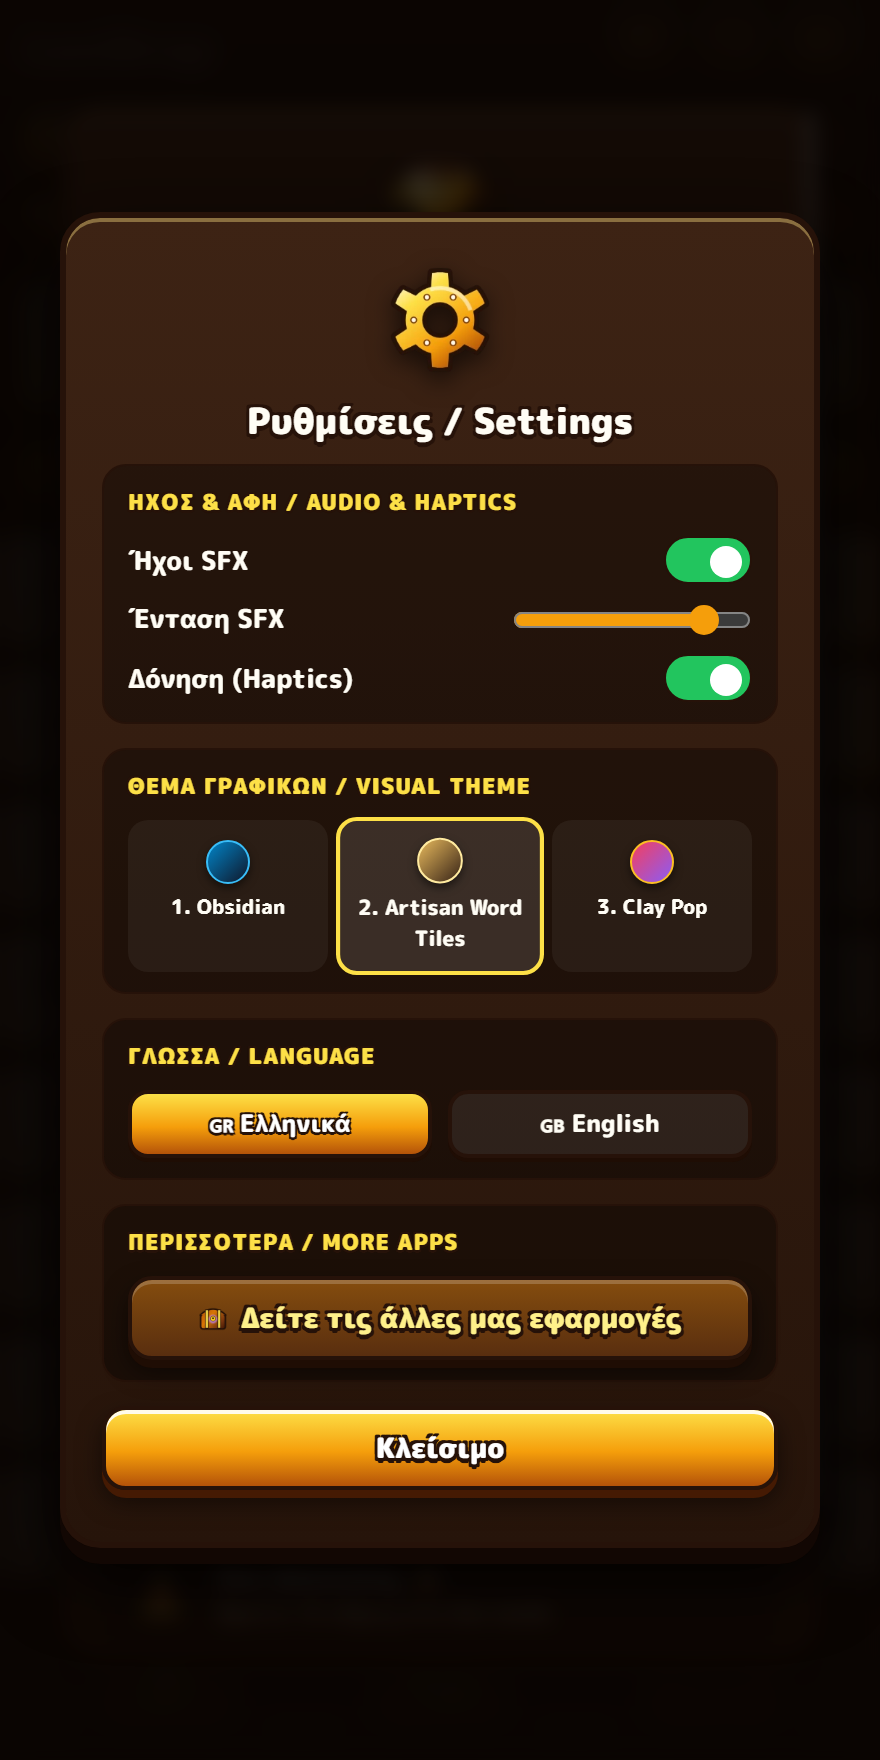 Ρυθμίσεις / Settings
ΗΧΟΣ & ΑΦΗ / AUDIO & HAPTICS
Ήχοι SFX
Ένταση SFX
Δόνηση (Haptics)
ΘΕΜΑ ΓΡΑΦΙΚΩΝ / VISUAL THEME
1. Obsidian
2. Artisan Word
Tiles
3. Clay Pop
ΓΛΩΣΣΑ / LANGUAGE
GR Ελληνικά
GB English
ΠΕΡΙΣΣΟΤΕΡΑ / MORE APPS
Δείτε τις άλλες μας εφαρμογές
Κλείσιμο